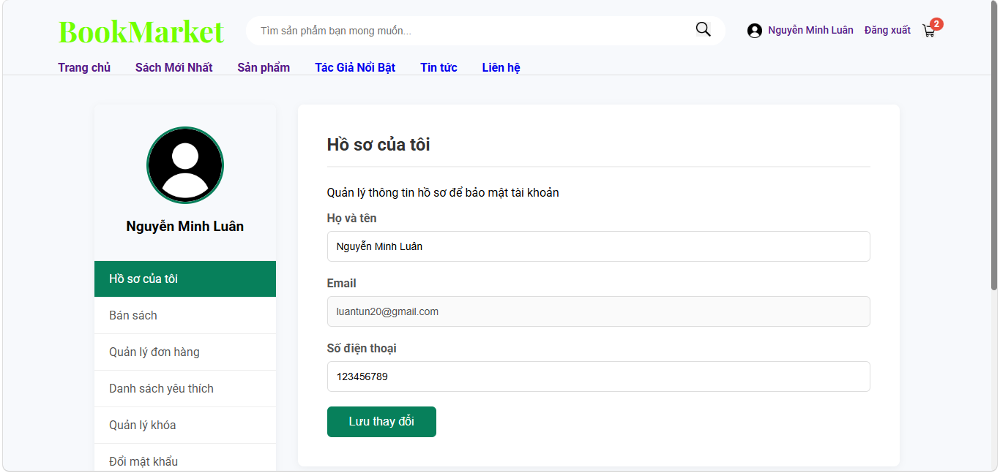 BookMarket
Tìm sản phẩm bạn mong muốn...
Nguyễn Minh Luân
Đăng xuất
2
Trang chủ
Sách Mới Nhất
Sản phẩm
Tác Giả Nổi Bật
Tin tức
Liên hệ
Nguyễn Minh Luân
Hồ sơ của tôi
Bán sách
Quản lý đơn hàng
Danh sách yêu thích
Quản lý khóa
Đổi mật khẩu
Hồ sơ của tôi
Quản lý thông tin hồ sơ để bảo mật tài khoản
Họ và tên
Nguyễn Minh Luân
Email
luantun20@gmail.com
Số điện thoại
123456789
Lưu thay đổi